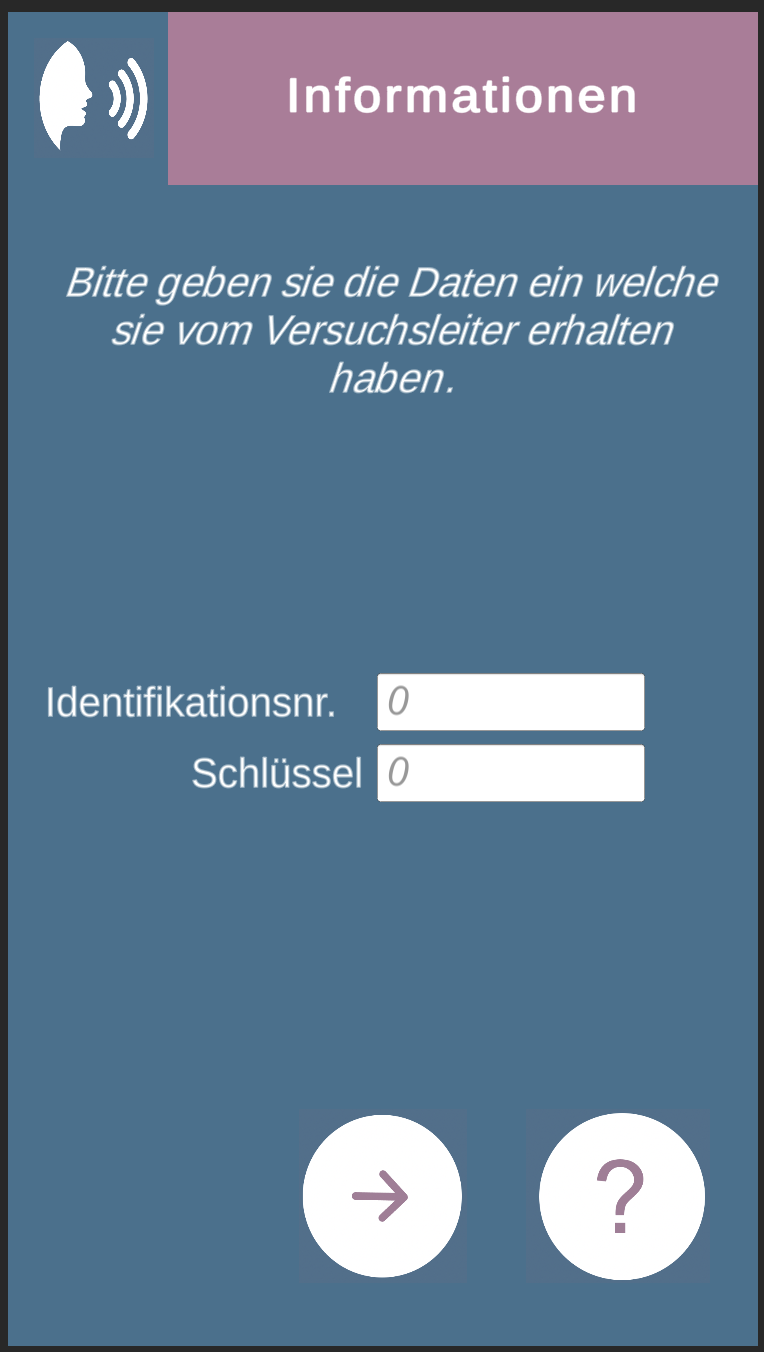 Informationen
Bitte geben sie die Daten ein welche
sie vom Versuchsleiter erhalten
haben.
Identifikationsnr.
0
Schlüssel
0
?